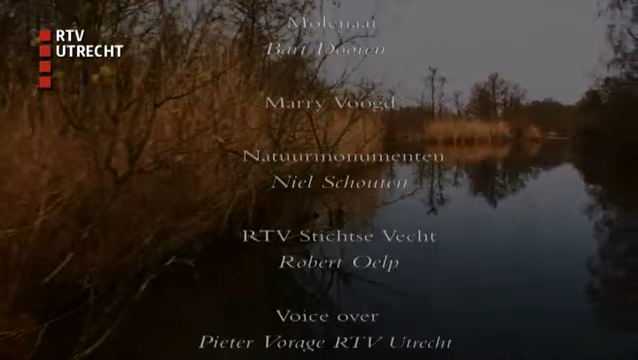 RTV
UTRECHT
Molenaar
Bart Dooren
Marry Voogd
Natuurmonumenten
Niel Schouten
RTV Stichtse Vecht
Robert Oelp
Voice over
Pieter Vorage RTV Utrecht